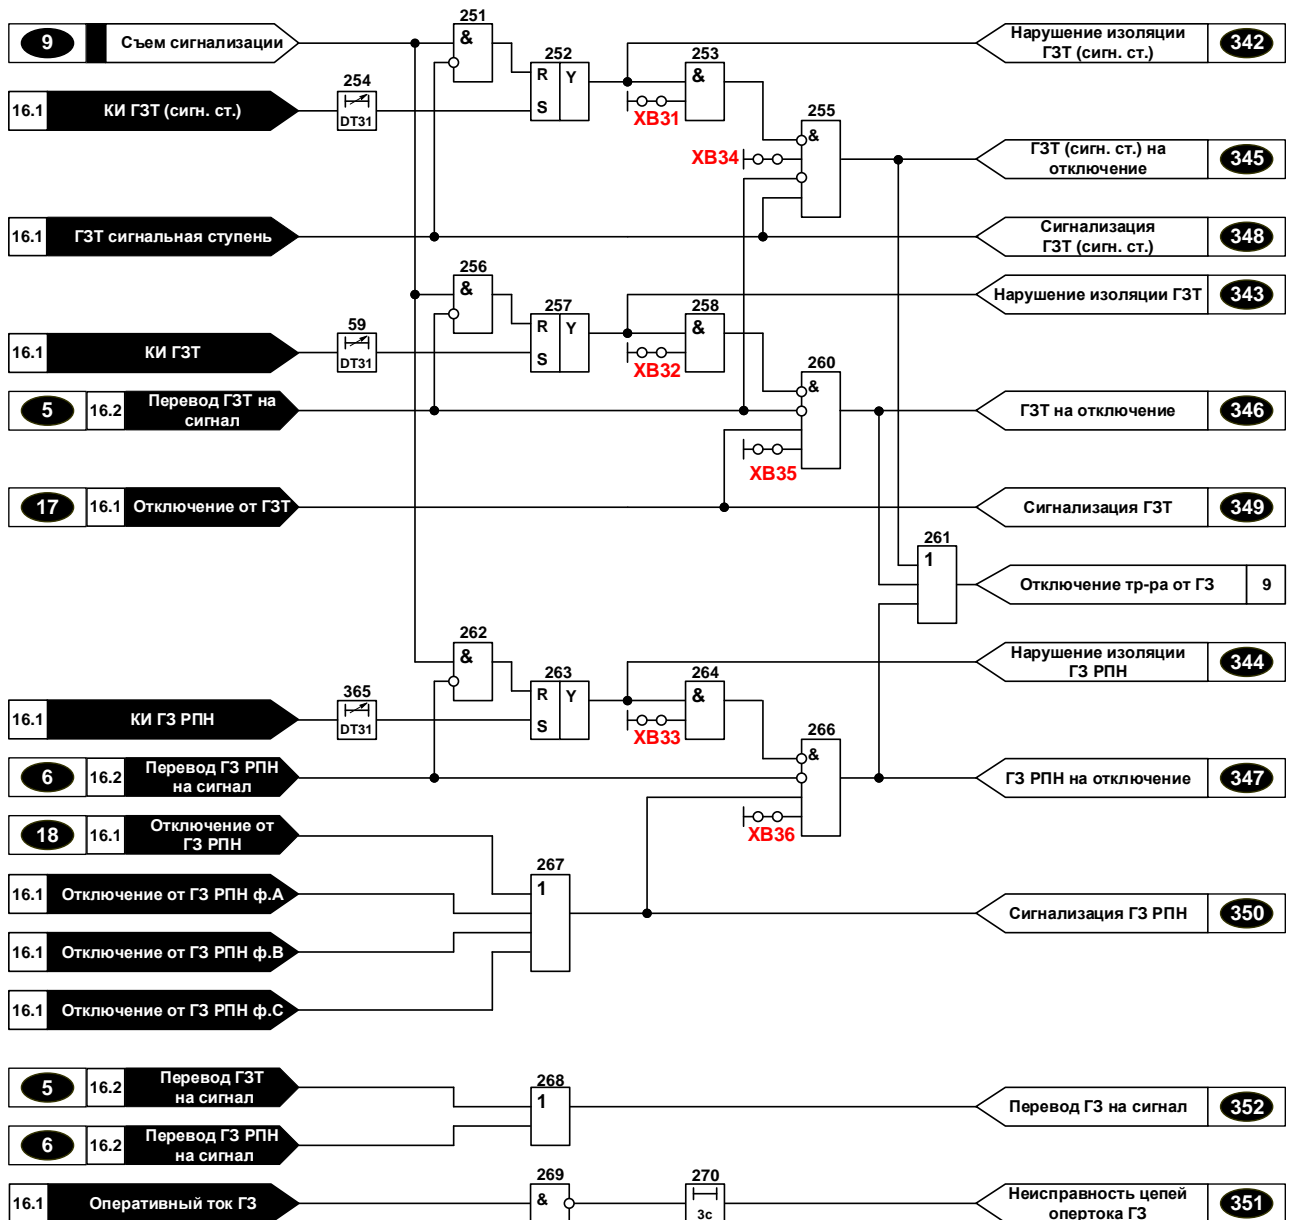 251
9 Съем сигнализации
&
Нарушение изоляции
ГЗТ (сигн. ст.)
342
252
R Y
S
253
&
254
DT31
16.1 КИ ГЗТ (сигн. ст.)
XB31
255
&
XB34
ГЗТ (сигн. ст.) на
отключение
345
16.1 ГЗТ сигнальная ступень
Сигнализация
ГЗТ (сигн. ст.)
348
256
&
Нарушение изоляции ГЗТ 343
257
R Y
S
258
&
59
DT31
16.1 КИ ГЗТ
XB32
260
&
5 16.2 Перевод ГЗТ на
сигнал
ГЗТ на отключение 346
XB35
17 16.1 Отключение от ГЗТ
Сигнализация ГЗТ 349
261
1
Отключение тр-ра от ГЗ 9
262
&
Нарушение изоляции
ГЗ РПН
344
263
R Y
S
264
&
365
DT31
16.1 КИ ГЗ РПН
XB33
266
&
6 16.2 Перевод ГЗ РПН
на сигнал
ГЗ РПН на отключение 347
XB36
18 16.1 Отключение от
ГЗ РПН
267
1
16.1 Отключение от ГЗ РПН ф.А
Сигнализация ГЗ РПН 350
16.1 Отключение от ГЗ РПН ф.В
16.1 Отключение от ГЗ РПН ф.С
5 16.2 Перевод ГЗТ
на сигнал
268
1
Перевод ГЗ на сигнал 352
6 16.2 Перевод ГЗ РПН
на сигнал
269
&
270
3с
16.1 Оперативный ток ГЗ
Неисправность цепей
опертока ГЗ
351